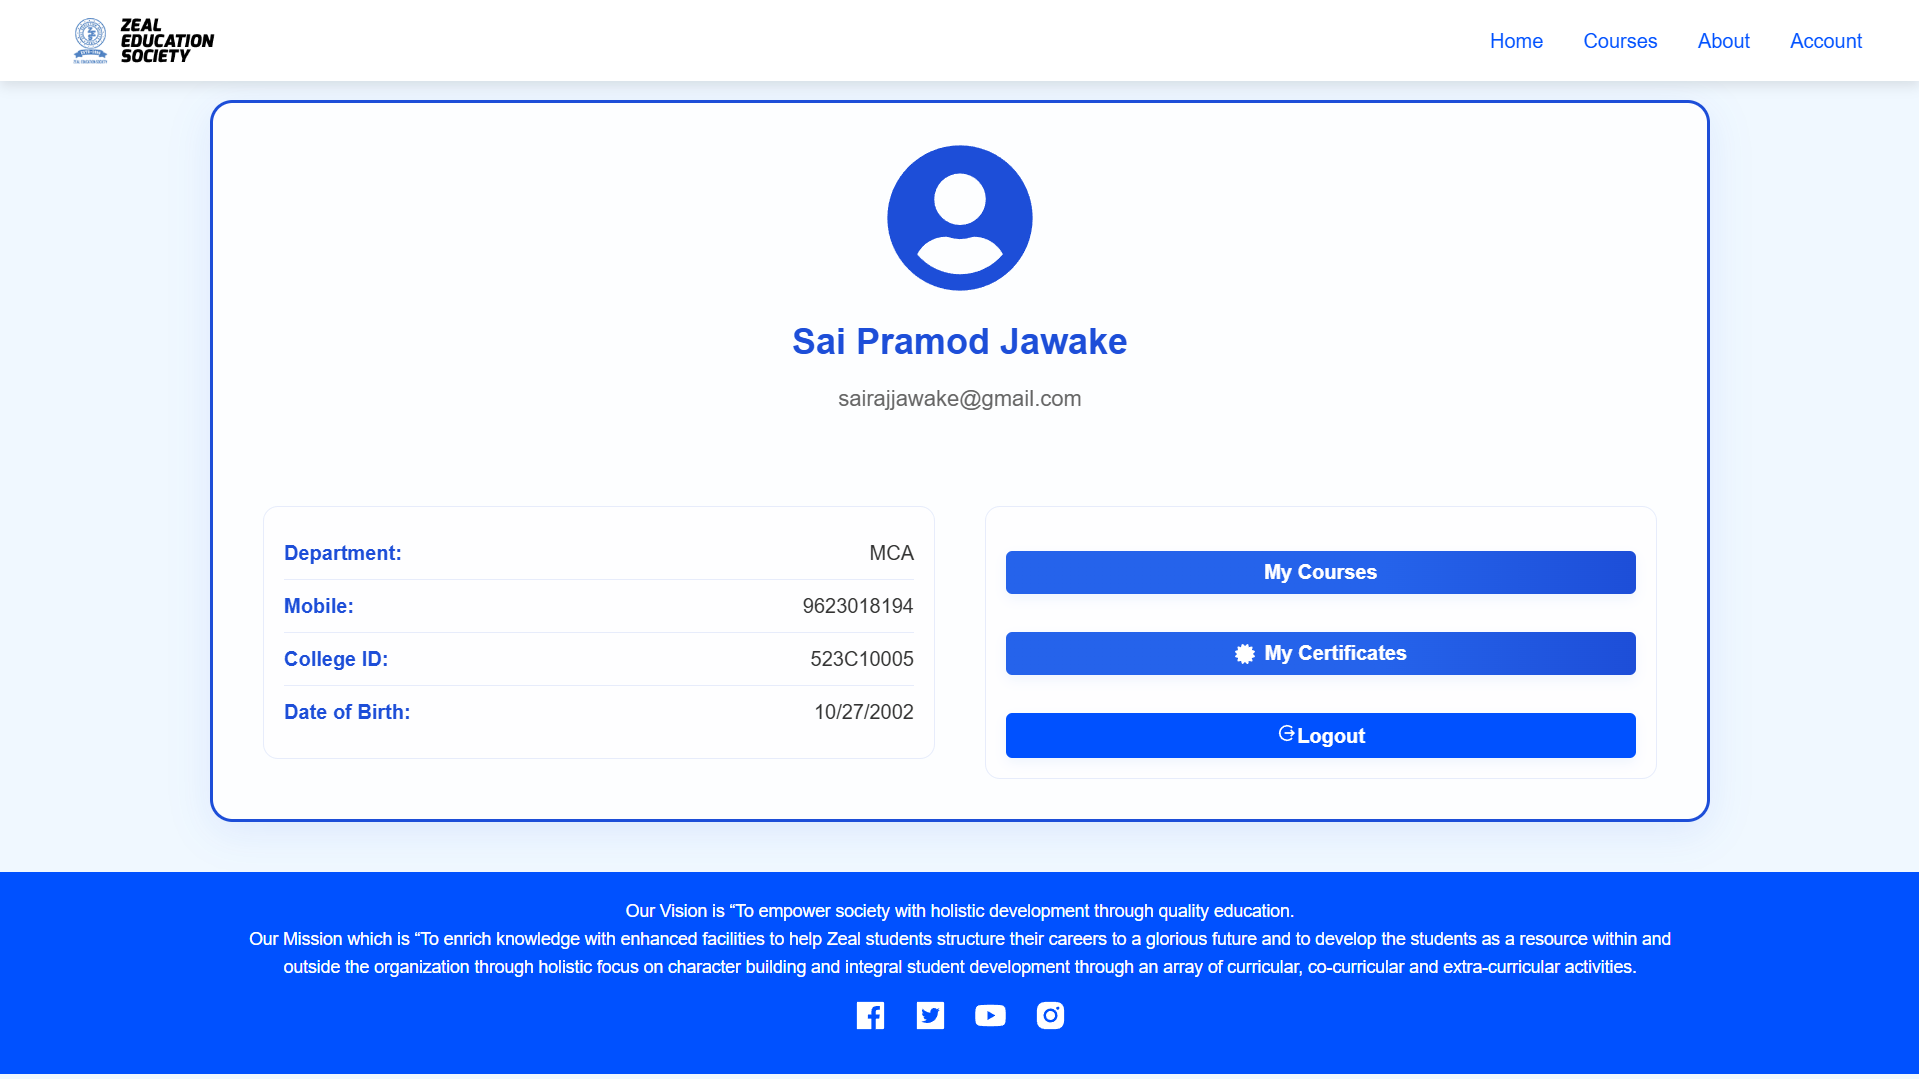 ZEAL
EDUCATION
SOCIETY
Home
Courses
About
Account
Sai Pramod Jawake
sairajjawake@gmail.com
Department:
MCA
Mobile:
9623018194
College ID:
523C10005
Date of Birth:
10/27/2002
My Courses
My Certificates
Logout
Our Vision is “To empower society with holistic development through quality education.
Our Mission which is “To enrich knowledge with enhanced facilities to help Zeal students structure their careers to a glorious future and to develop the students as a resource within and
outside the organization through holistic focus on character building and integral student development through an array of curricular, co-curricular and extra-curricular activities.